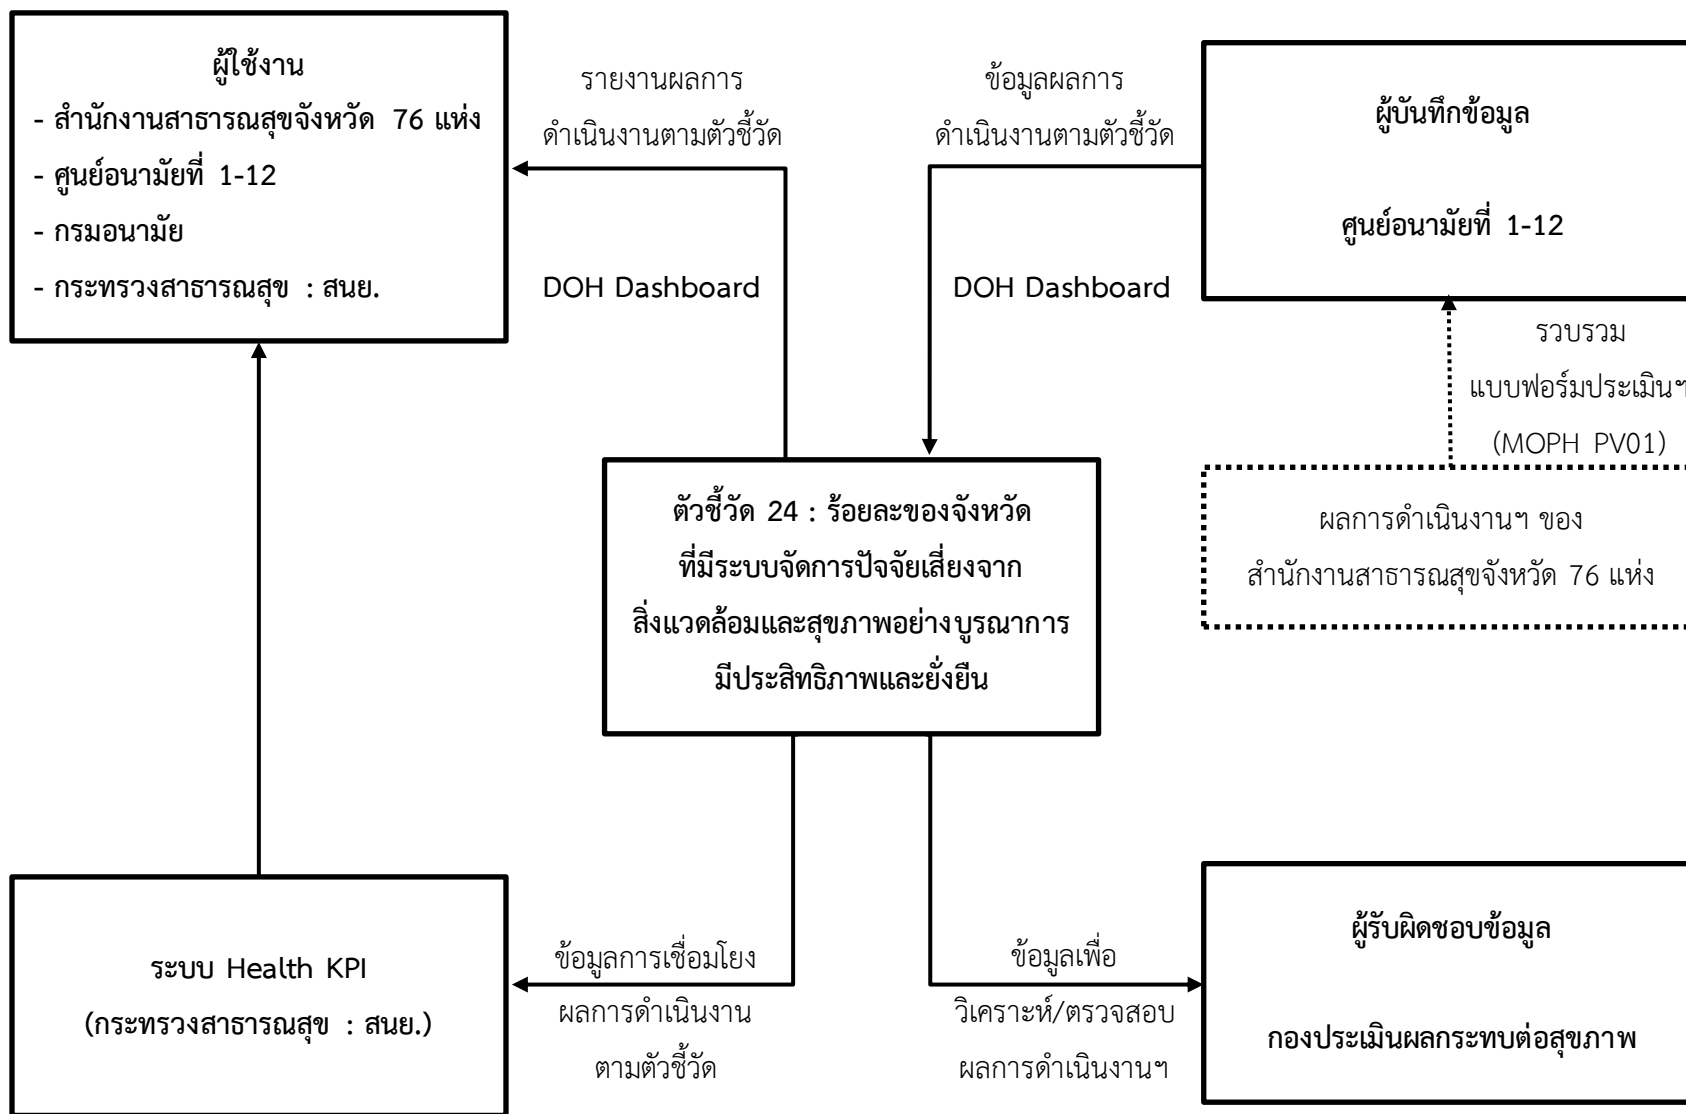 ผู้ใช้งาน
- สำนักงานสาธารณสุขจังหวัด 76 แห่ง
- ศูนย์อนามัยที่ 1-12
- กรมอนามัย
- กระทรวงสาธารณสุข : สนย.
รายงานผลการ
ดำเนินงานตามตัวชี้วัด
DOH Dashboard
ข้อมูลผลการ
ดำเนินงานตามตัวชี้วัด
DOH Dashboard
ผู้บันทึกข้อมูล
ศูนย์อนามัยที่ 1-12
รวบรวม
แบบฟอร์มประเมินฯ
(MOPH PV01)
ผลการดำเนินงานฯ ของ
สำนักงานสาธารณสุขจังหวัด 76 แห่ง
ตัวชี้วัด 24 : ร้อยละของจังหวัด
ที่มีระบบจัดการปัจจัยเสี่ยงจาก
สิ่งแวดล้อมและสุขภาพอย่างบูรณาการ
มีประสิทธิภาพและยั่งยืน
ระบบ Health KPI
(กระทรวงสาธารณสุข : สนย.)
ข้อมูลการเชื่อมโยง
ผลการดำเนินงาน
ตามตัวชี้วัด
ข้อมูลเพื่อ
วิเคราะห์/ตรวจสอบ
ผลการดำเนินงานฯ
ผู้รับผิดชอบข้อมูล
กองประเมินผลกระทบต่อสุขภาพ